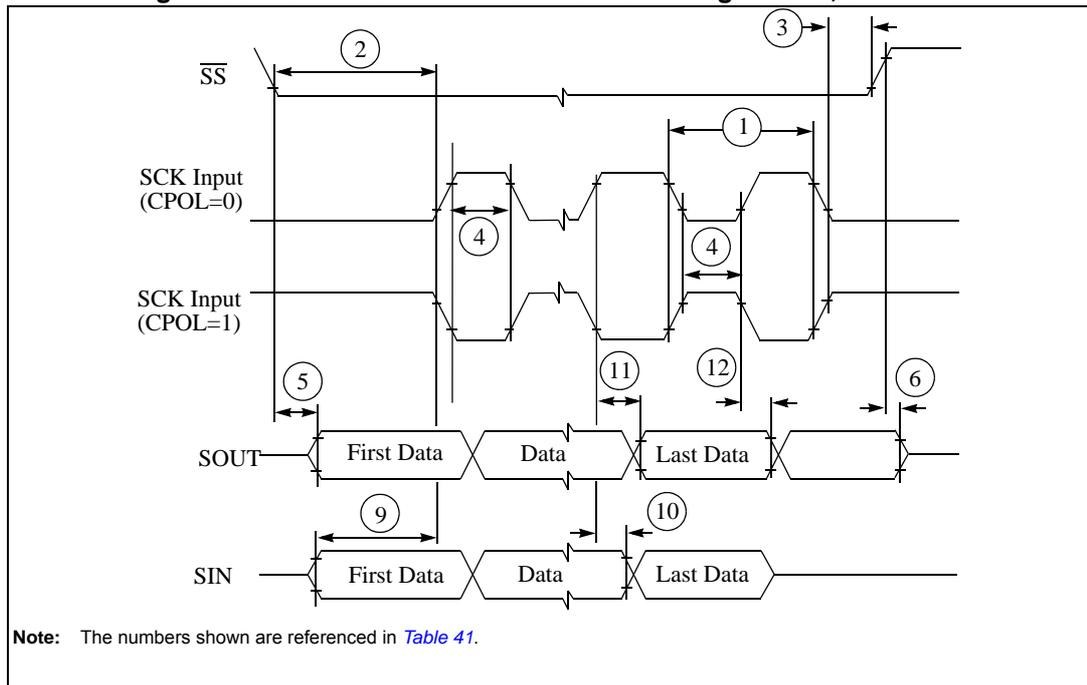 3
2
SS
1
SCK Input
(CPOL=0)
4
4
SCK Input
(CPOL=1)
5
11
12
6
SOUT
First Data
Data
Last Data
9
10
SIN
First Data
Data
Last Data
Note: The numbers shown are referenced in Table 41.